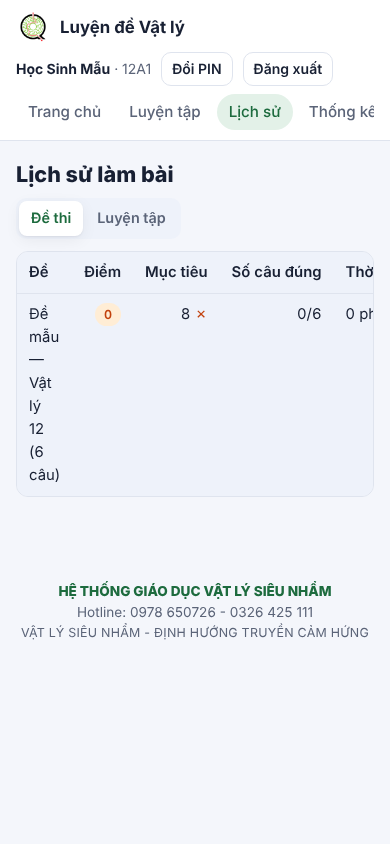 Luyện đề Vật lý
Học Sinh Mẫu · 12A1 Đổi PIN Đăng xuất
Trang chủ Luyện tập Lịch sử Thống kê
Lịch sử làm bài
Đề thi Luyện tập
Đề Điểm Mục tiêu Số câu đúng Thờ
Đề 0 8 × 0/6 0 ph
mẫu
—
Vật
lý
12
(6
câu)
HỆ THỐNG GIÁO DỤC VẬT LÝ SIÊU NHẨM
Hotline: 0978 650726 - 0326 425 111
VẬT LÝ SIÊU NHẨM - ĐỊNH HƯỚNG TRUYỀN CẢM HỨNG